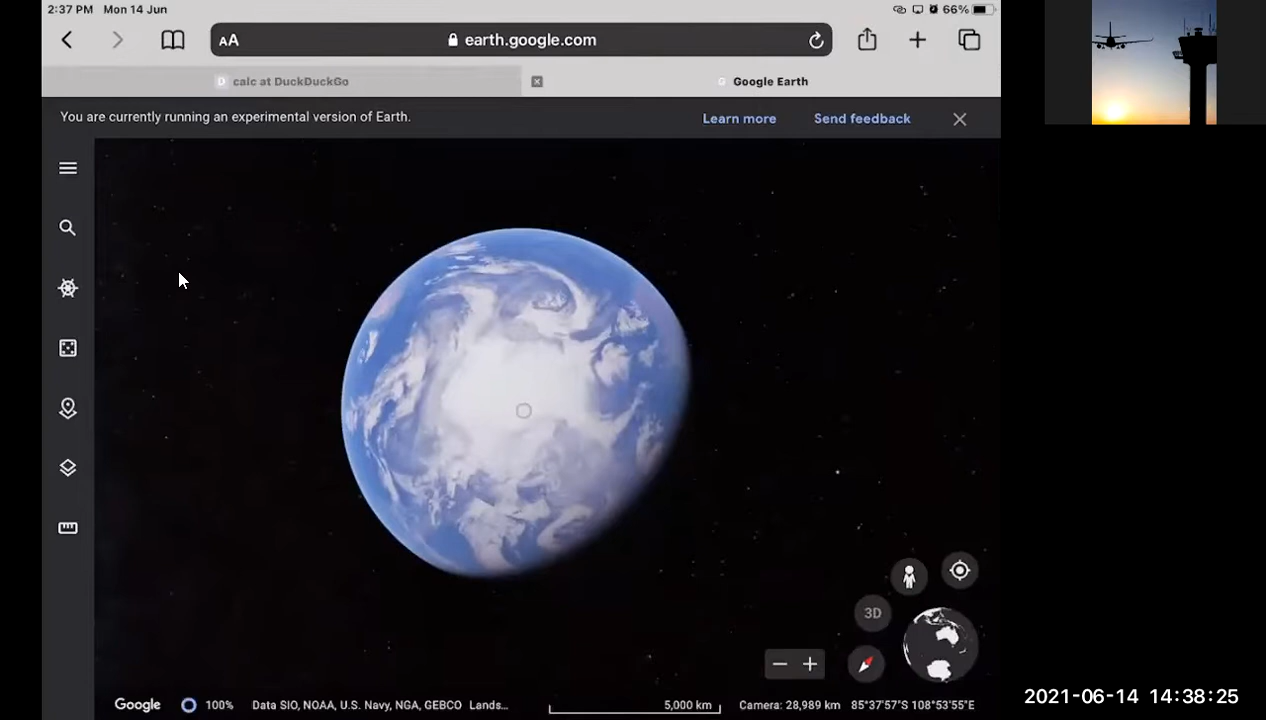 2:37 PM Mon 14 Jun
66%
AA
earth.google.com
D calc at DuckDuckGo
G Google Earth
You are currently running an experimental version of Earth.
Learn more
Send feedback
3D
Google
100%
Data SIO, NOAA, U.S. Navy, NGA, GEBCO Lands...
5,000 km
Camera: 28,989 km
85°37'57"S 108°53'55"E
2021-06-14 14:38:25